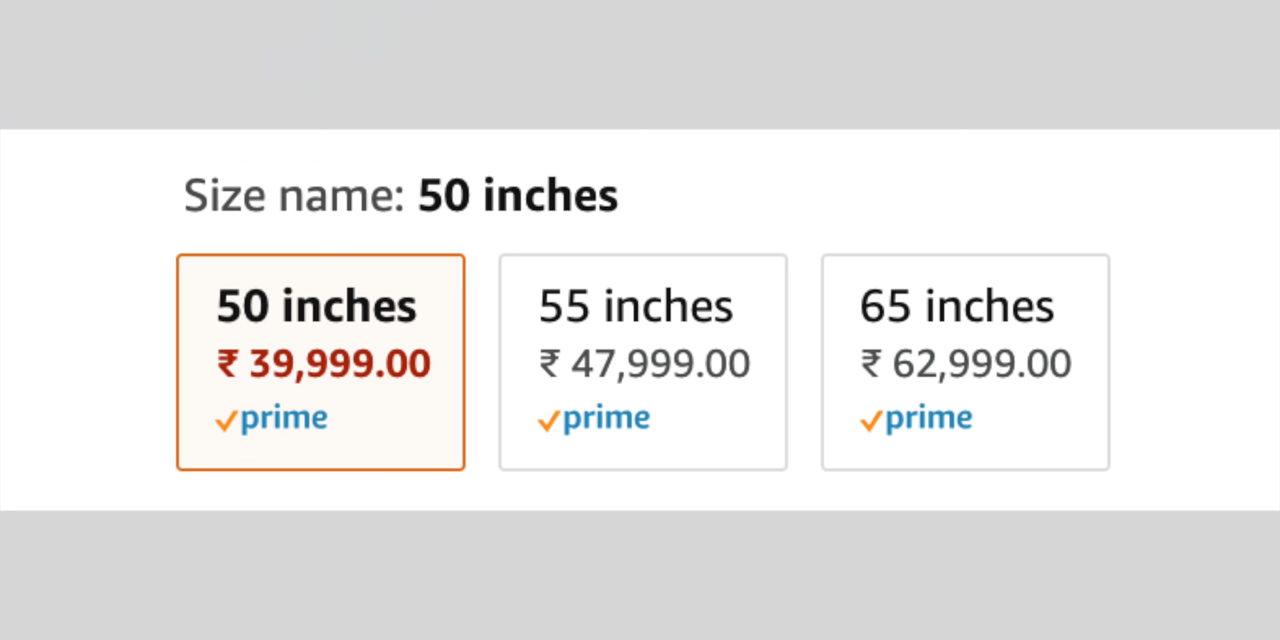 Size name: 50 inches
50 inches
₹ 39,999.00
prime
55 inches
₹ 47,999.00
prime
65 inches
₹ 62,999.00
prime